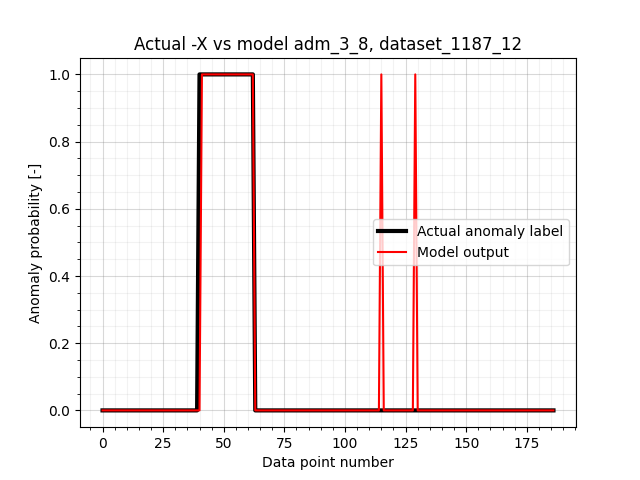 Actual -X vs model adm_3_8, dataset_1187_12
1.0
0.8
0.6
0.4
0.2
0.0
Anomaly probability [-]
Actual anomaly label
Model output
0 25 50 75 100 125 150 175
Data point number